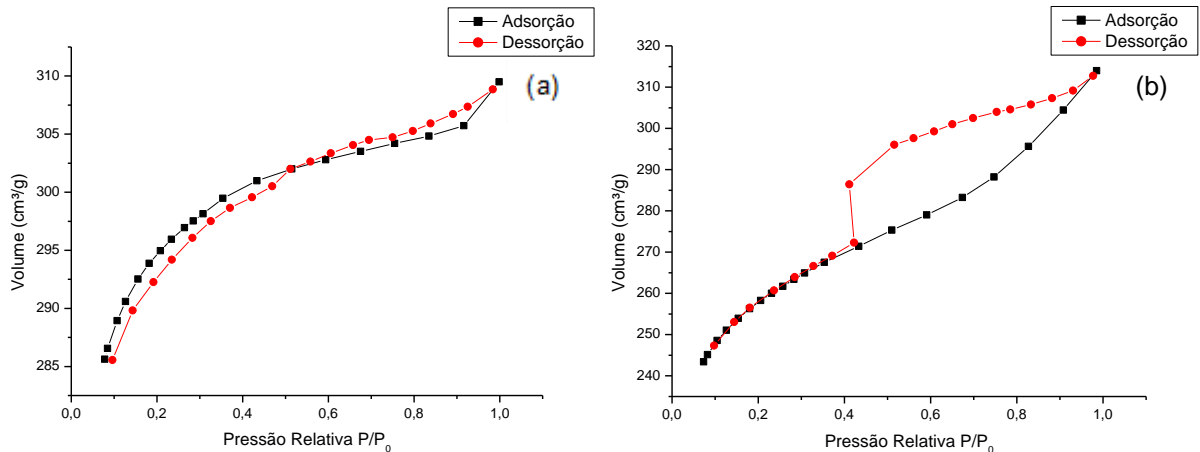 Adsorção
Dessorção
(a)
310
305
300
295
290
285
Volume (cm³/g)
0,0 0,2 0,4 0,6 0,8 1,0
Pressão Relativa P/P₀
Adsorção
Dessorção
(b)
320
310
300
290
280
270
260
250
240
Volume (cm³/g)
0,0 0,2 0,4 0,6 0,8 1,0
Pressão Relativa P/P₀